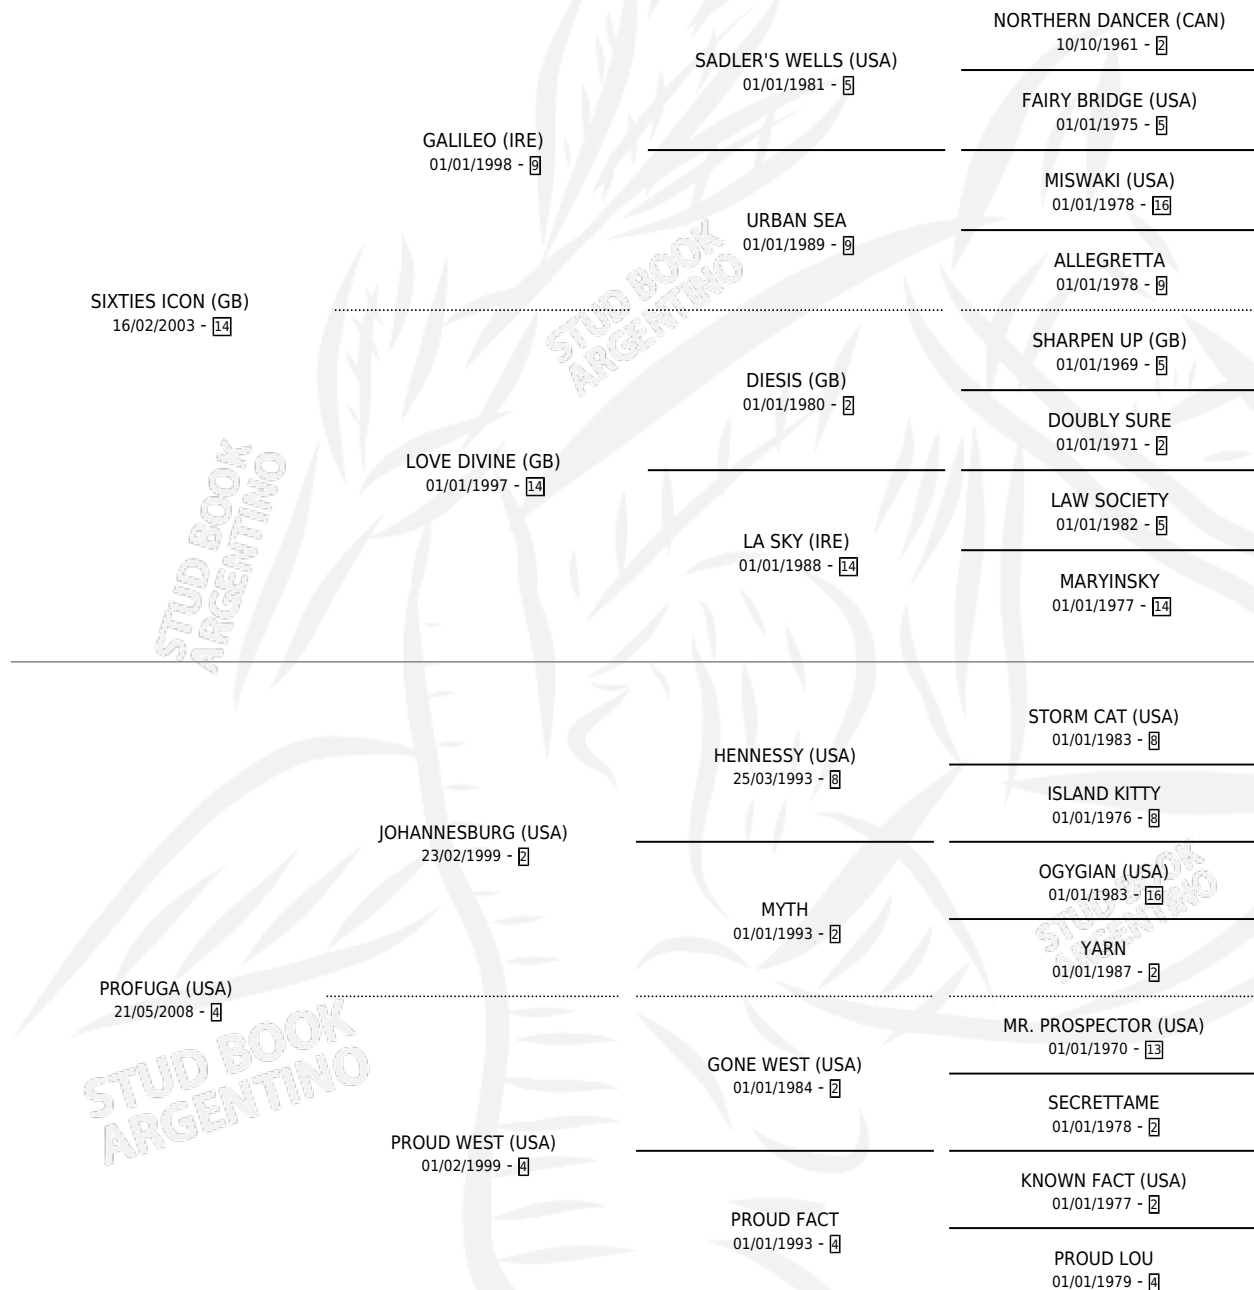 NORTHERN DANCER (CAN)
10/10/1961 - 2
SADLER'S WELLS (USA)
01/01/1981 - 5
FAIRY BRIDGE (USA)
01/01/1975 - 5
GALILEO (IRE)
01/01/1998 - 9
MISWAKI (USA)
01/01/1978 - 16
URBAN SEA
01/01/1989 - 9
ALLEGRETTA
01/01/1978 - 9
SIXTIES ICON (GB)
16/02/2003 - 14
STUD BOOK
ARGENTINO
SHARPEN UP (GB)
01/01/1969 - 5
DIESIS (GB)
01/01/1980 - 2
DOUBLY SURE
01/01/1971 - 2
LOVE DIVINE (GB)
01/01/1997 - 14
LAW SOCIETY
01/01/1982 - 5
LA SKY (IRE)
01/01/1988 - 14
MARYINSKY
01/01/1977 - 14
STUD BOOK
ARGENTINO
STORM CAT (USA)
01/01/1983 - 8
HENNESSY (USA)
25/03/1993 - 8
ISLAND KITTY
01/01/1976 - 8
JOHANNESBURG (USA)
23/02/1999 - 2
OGYGIAN (USA)
01/01/1983 - 16
MYTH
01/01/1993 - 2
STUD BOOK
ARGENTINO
YARN
01/01/1987 - 2
PROFUGA (USA)
21/05/2008 - 4
STUD BOOK
ARGENTINO
MR. PROSPECTOR (USA)
01/01/1970 - 13
GONE WEST (USA)
01/01/1984 - 2
SECRETTAME
01/01/1978 - 2
PROUD WEST (USA)
01/02/1999 - 4
KNOWN FACT (USA)
01/01/1977 - 2
PROUD FACT
01/01/1993 - 4
PROUD LOU
01/01/1979 - 4